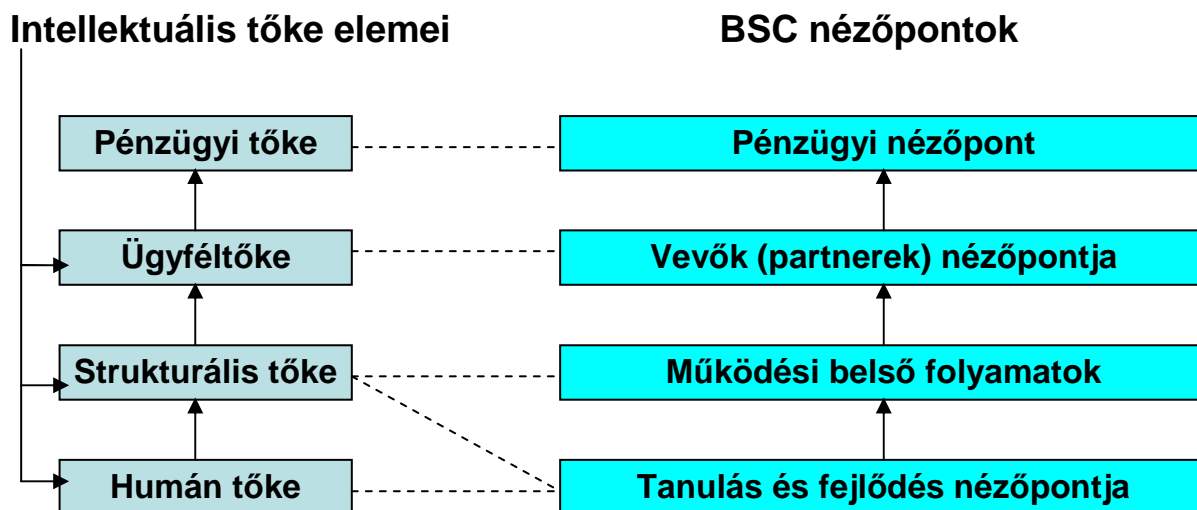 Intellektuális tőke elemei
BSC nézőpontok
Pénzügyi tőke
Pénzügyi nézőpont
Ügyféltőke
Vevők (partnerek) nézőpontja
Strukturális tőke
Működési belső folyamatok
Humán tőke
Tanulás és fejlődés nézőpontja